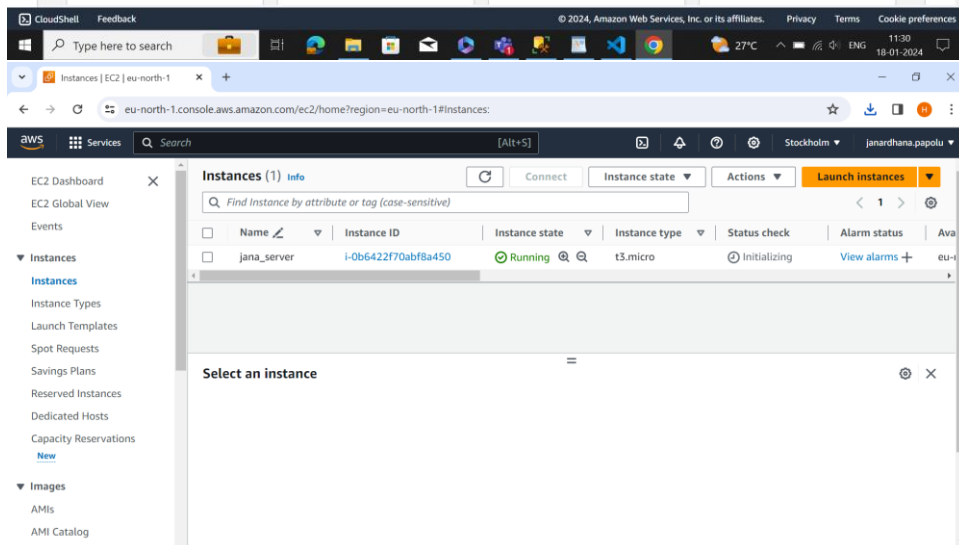 CloudShell Feedback © 2024, Amazon Web Services, Inc. or its affiliates. Privacy Terms Cookie preferences
Type here to search 27°C ENG 11:30
18-01-2024
Instances | EC2 | eu-north-1
eu-north-1.console.aws.amazon.com/ec2/home?region=eu-north-1#Instances:
H
aws Services Search [Alt+S] Stockholm janardhana.papolu
EC2 Dashboard
EC2 Global View
Events
Instances
Instances
Instance Types
Launch Templates
Spot Requests
Savings Plans
Reserved Instances
Dedicated Hosts
Capacity Reservations
New
Images
AMIs
AMI Catalog
Instances (1) Info Connect Instance state Actions Launch instances
Find Instance by attribute or tag (case-sensitive) 1
Name Instance ID Instance state Instance type Status check Alarm status Ava
jana_server i-0b6422f70abf8a450 Running t3.micro Initializing View alarms
Select an instance